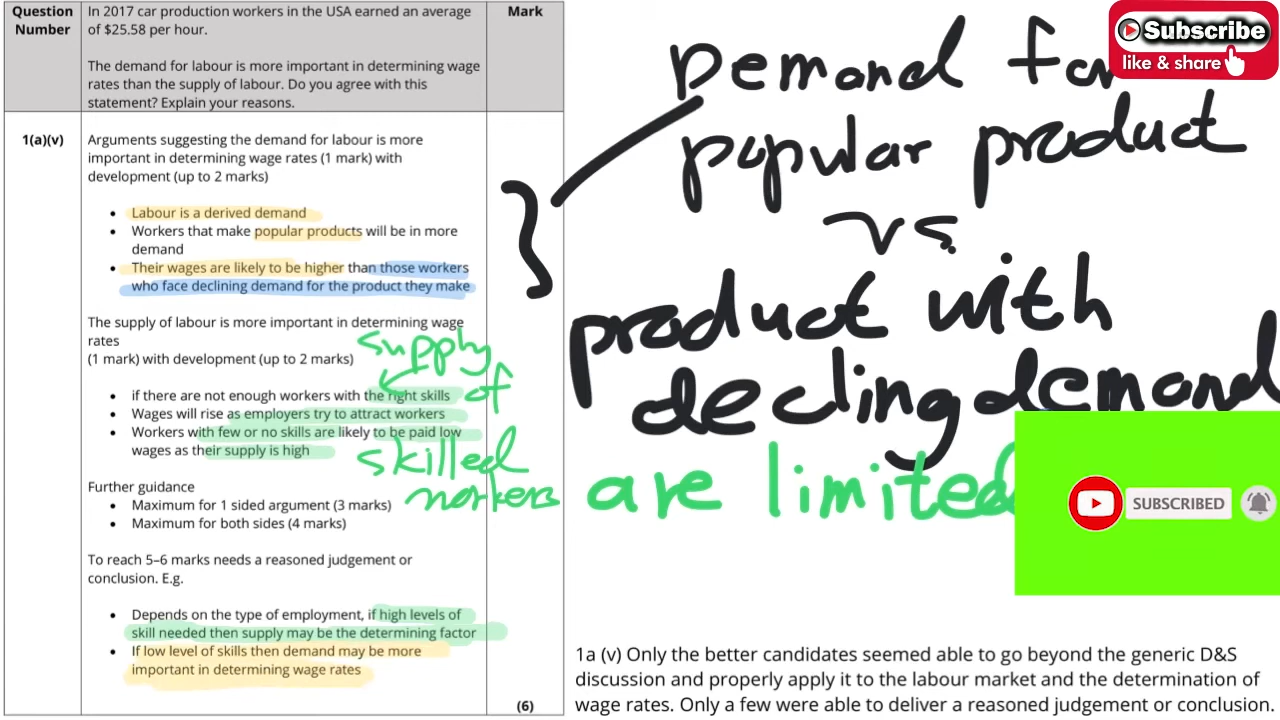 Question
Number
In 2017 car production workers in the USA earned an average
of $25.58 per hour.
The demand for labour is more important in determining wage
rates than the supply of labour. Do you agree with this
statement? Explain your reasons.
Mark
1(a)(v)
Arguments suggesting the demand for labour is more
important in determining wage rates (1 mark) with
development (up to 2 marks)
• Labour is a derived demand
• Workers that make popular products will be in more
demand
• Their wages are likely to be higher than those workers
who face declining demand for the product they make
The supply of labour is more important in determining wage
rates
(1 mark) with development (up to 2 marks)
• if there are not enough workers with the right skills
• Wages will rise as employers try to attract workers
• Workers with few or no skills are likely to be paid low
wages as their supply is high
Further guidance
• Maximum for 1 sided argument (3 marks)
• Maximum for both sides (4 marks)
To reach 5–6 marks needs a reasoned judgement or
conclusion. E.g.
• Depends on the type of employment, if high levels of
skill needed then supply may be the determining factor
• If low level of skills then demand may be more
important in determining wage rates
(6)
Demand for
popular product
vs
product with
decling demand
supply
of
skilled
workers are limited
Subscribe
like & share
SUBSCRIBED
1a (v) Only the better candidates seemed able to go beyond the generic D&S
discussion and properly apply it to the labour market and the determination of
wage rates. Only a few were able to deliver a reasoned judgement or conclusion.